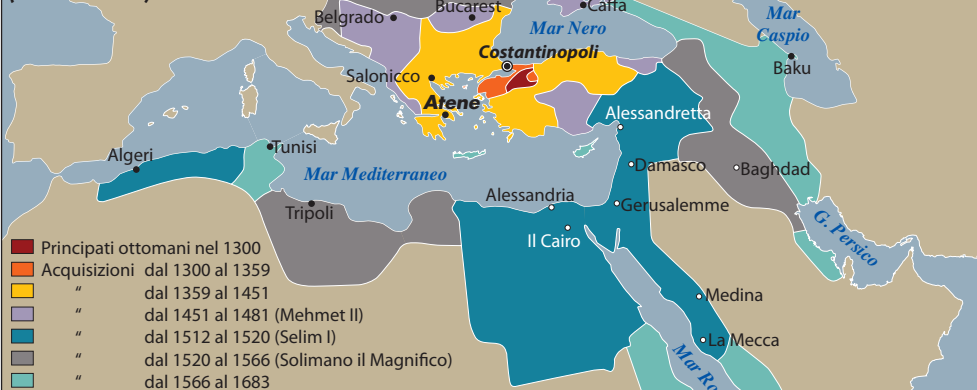 Belgrado
Bucarest
Caffa
Mar Nero
Mar
Caspio
Costantinopoli
Baku
Salonicco
Atene
Alessandretta
Algeri
Tunisi
Mar Mediterraneo
Damasco
Baghdad
Alessandria
Gerusalemme
Tripoli
Il Cairo
G. Persico
Medina
La Mecca
Mar Ro
Principati ottomani nel 1300
Acquisizioni dal 1300 al 1359
“ dal 1359 al 1451
“ dal 1451 al 1481 (Mehmet II)
“ dal 1512 al 1520 (Selim I)
“ dal 1520 al 1566 (Solimano il Magnifico)
“ dal 1566 al 1683